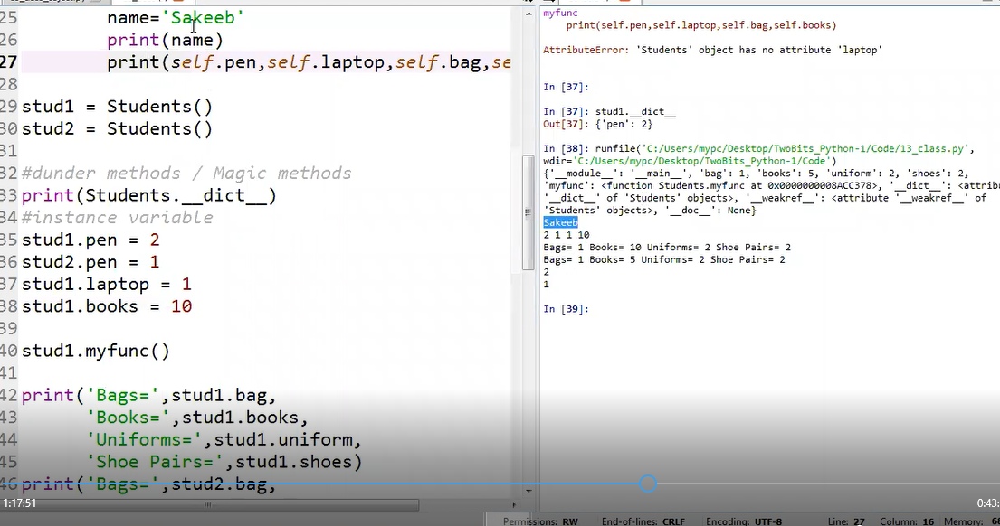 25 name='Sakeeb'
26 print(name)
27 print(self.pen,self.laptop,self.bag,se
28
29 stud1 = Students()
30 stud2 = Students()
31
32 #dunder methods / Magic methods
33 print(Students.__dict__)
34 #instance variable
35 stud1.pen = 2
36 stud2.pen = 1
37 stud1.laptop = 1
38 stud1.books = 10
39
40 stud1.myfunc()
41
42 print('Bags=',stud1.bag,
43 'Books=',stud1.books,
44 'Uniforms=',stud1.uniform,
45 'Shoe Pairs=',stud1.shoes)
46 print('Bags=',stud2.bag,
1:17:51
myfunc
print(self.pen,self.laptop,self.bag,self.books)
AttributeError: 'Students' object has no attribute 'laptop'
In [37]:
In [37]: stud1.__dict__
Out[37]: {'pen': 2}
In [38]: runfile('C:/Users/mypc/Desktop/TwoBits_Python-1/Code/13_class.py',
wdir='C:/Users/mypc/Desktop/TwoBits_Python-1/Code')
{'__module__': '__main__', 'bag': 1, 'books': 5, 'uniform': 2, 'shoes': 2,
'myfunc': <function Students.myfunc at 0x0000000008ACC378>, '__dict__': <attribu
'__dict__' of 'Students' objects>, '__weakref__': <attribute '__weakref__' of
'Students' objects>, '__doc__': None}
Sakeeb
2 1 1 10
Bags= 1 Books= 10 Uniforms= 2 Shoe Pairs= 2
Bags= 1 Books= 5 Uniforms= 2 Shoe Pairs= 2
2
1
In [39]:
0:43:
Permissions: RW End-of-lines: CRLF Encoding: UTF-8 Line: 27 Column: 16 Memory: